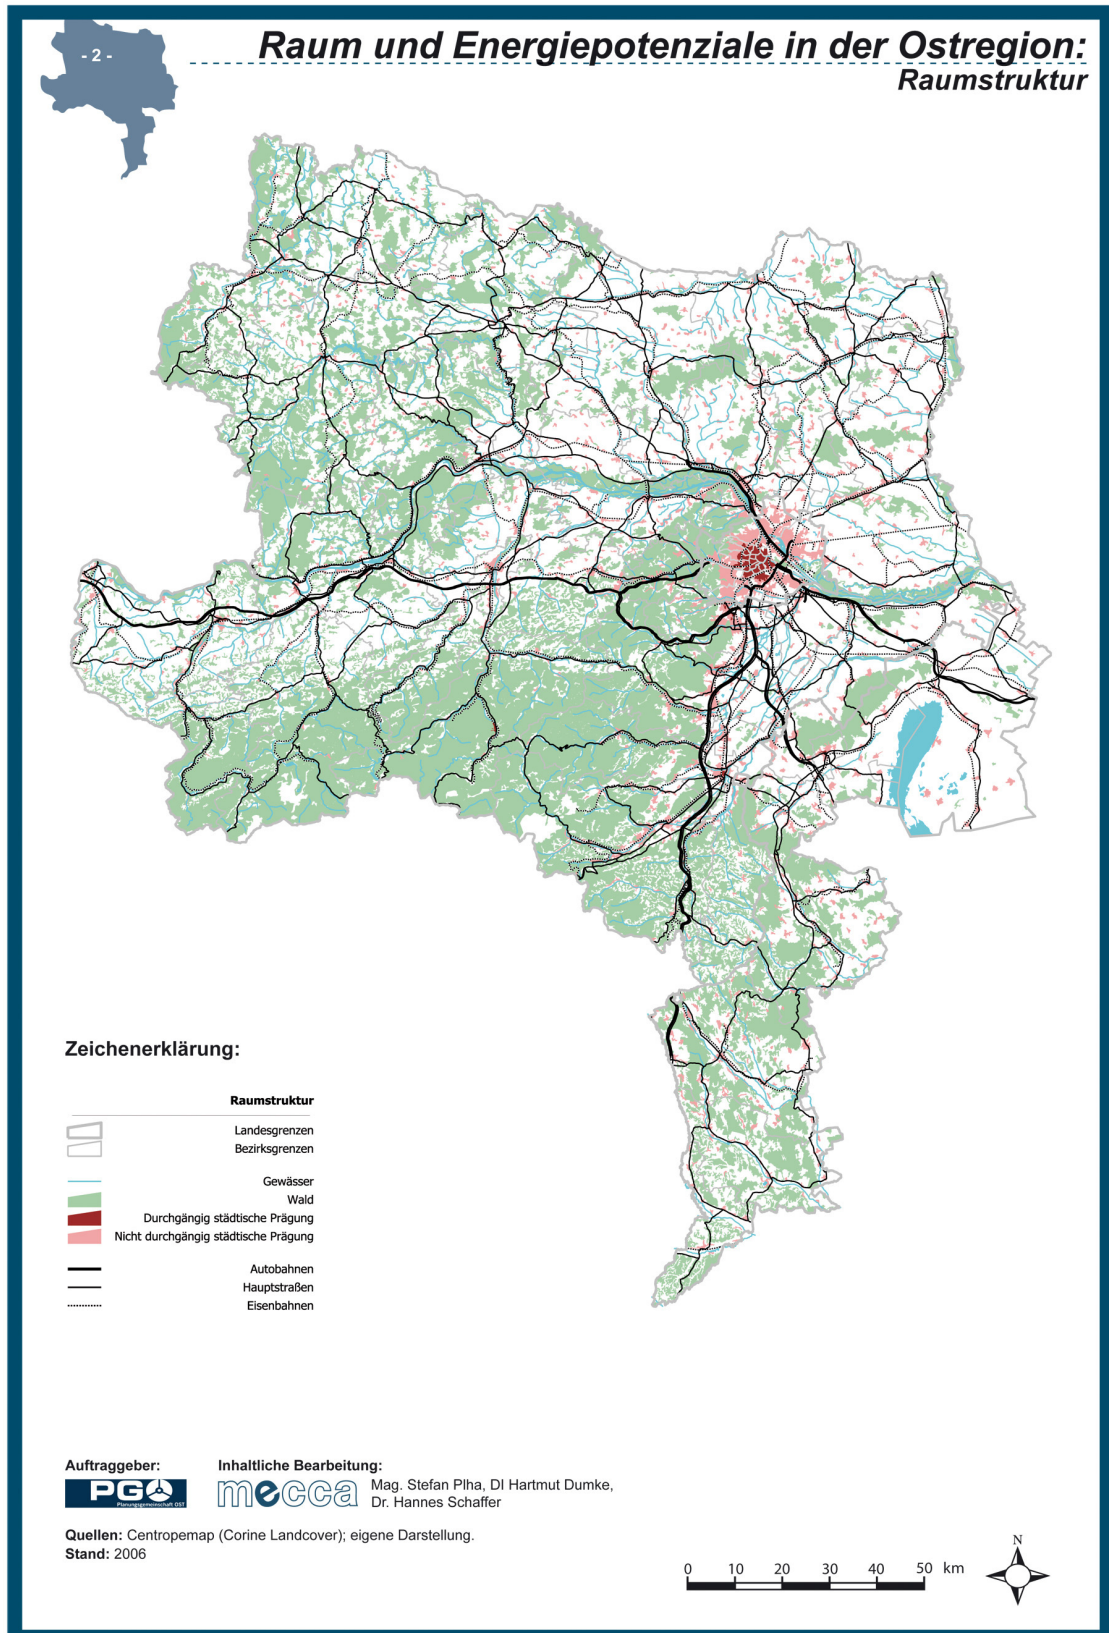 - 2 -
Raum und Energiepotenziale in der Ostregion:
Raumstruktur
Zeichenerklärung:
Raumstruktur
Landesgrenzen
Bezirksgrenzen
Gewässer
Wald
Durchgängig städtische Prägung
Nicht durchgängig städtische Prägung
Autobahnen
Hauptstraßen
Eisenbahnen
Auftraggeber:
PGO
Planungsgemeinschaft OST
Inhaltliche Bearbeitung:
mecca
Mag. Stefan Plha, DI Hartmut Dumke,
Dr. Hannes Schaffer
Quellen: Centropemap (Corine Landcover); eigene Darstellung.
Stand: 2006
0 10 20 30 40 50 km
N